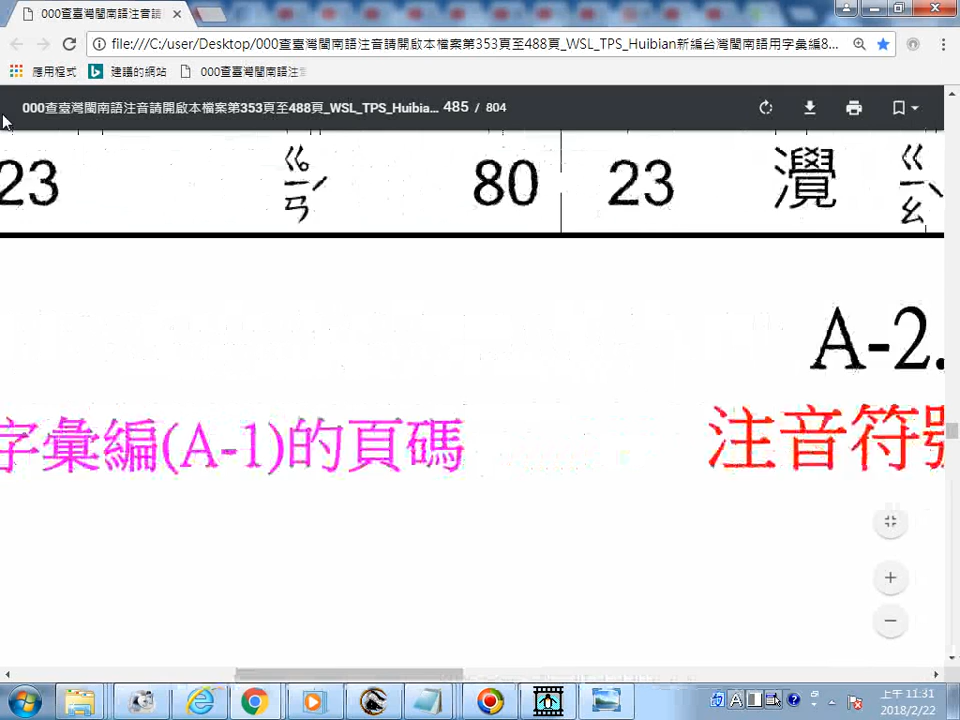 000查臺灣閩南語注音請
file:///C:/user/Desktop/000查臺灣閩南語注音請開啟本檔案第353頁至488頁_WSL_TPS_Huibian新編台灣閩南語用字彙編8...
應用程式 建議的網站 000查臺灣閩南語注音
000查臺灣閩南語注音請開啟本檔案第353頁至488頁_WSL_TPS_Huibia... 485 / 804
23 ㆣㄧㄢˊ 80 23 灚 ㄍㄧㄠˋ
A-2.
字彙編(A-1)的頁碼 注音符號
上午 11:31
2018/2/22